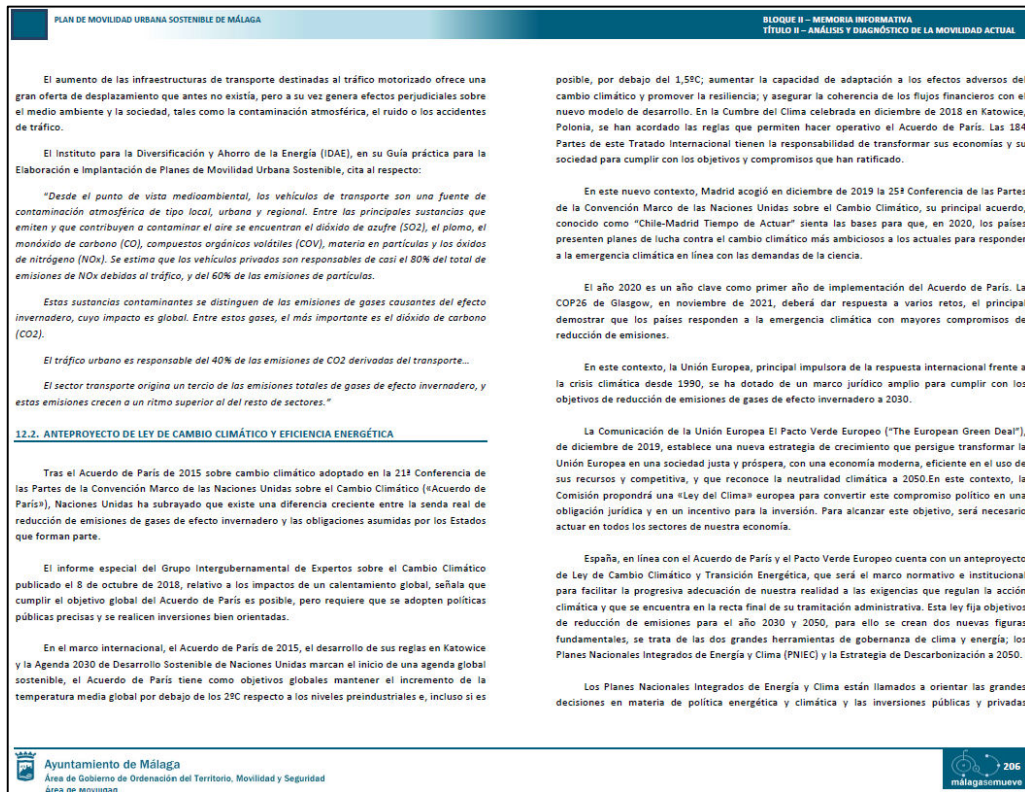 PLAN DE MOVILIDAD URBANA SOSTENIBLE DE MÁLAGA
BLOQUE II – MEMORIA INFORMATIVA
TÍTULO II – ANÁLISIS Y DIAGNÓSTICO DE LA MOVILIDAD ACTUAL
El aumento de las infraestructuras de transporte destinadas al tráfico motorizado ofrece una
gran oferta de desplazamiento que antes no existía, pero a su vez genera efectos perjudiciales sobre
el medio ambiente y la sociedad, tales como la contaminación atmosférica, el ruido o los accidentes
de tráfico.
El Instituto para la Diversificación y Ahorro de la Energía (IDAE), en su Guía práctica para la
Elaboración e Implantación de Planes de Movilidad Urbana Sostenible, cita al respecto:
"Desde el punto de vista medioambiental, los vehículos de transporte son una fuente de
contaminación atmosférica de tipo local, urbana y regional. Entre las principales sustancias que
emiten y que contribuyen a contaminar el aire se encuentran el dióxido de azufre (SO2), el plomo, el
monóxido de carbono (CO), compuestos orgánicos volátiles (COV), materia en partículas y los óxidos
de nitrógeno (NOx). Se estima que los vehículos privados son responsables de casi el 80% del total de
emisiones de NOx debidas al tráfico, y del 60% de las emisiones de partículas.
Estas sustancias contaminantes se distinguen de las emisiones de gases causantes del efecto
invernadero, cuyo impacto es global. Entre estos gases, el más importante es el dióxido de carbono
(CO2).
El tráfico urbano es responsable del 40% de las emisiones de CO2 derivadas del transporte…
El sector transporte origina un tercio de las emisiones totales de gases de efecto invernadero, y
estas emisiones crecen a un ritmo superior al del resto de sectores."
12.2. ANTEPROYECTO DE LEY DE CAMBIO CLIMÁTICO Y EFICIENCIA ENERGÉTICA
Tras el Acuerdo de París de 2015 sobre cambio climático adoptado en la 21ª Conferencia de
las Partes de la Convención Marco de las Naciones Unidas sobre el Cambio Climático («Acuerdo de
París»), Naciones Unidas ha subrayado que existe una diferencia creciente entre la senda real de
reducción de emisiones de gases de efecto invernadero y las obligaciones asumidas por los Estados
que forman parte.
El informe especial del Grupo Intergubernamental de Expertos sobre el Cambio Climático
publicado el 8 de octubre de 2018, relativo a los impactos de un calentamiento global, señala que
cumplir el objetivo global del Acuerdo de París es posible, pero requiere que se adopten políticas
públicas precisas y se realicen inversiones bien orientadas.
En el marco internacional, el Acuerdo de París de 2015, el desarrollo de sus reglas en Katowice
y la Agenda 2030 de Desarrollo Sostenible de Naciones Unidas marcan el inicio de una agenda global
sostenible, el Acuerdo de París tiene como objetivos globales mantener el incremento de la
temperatura media global por debajo de los 2ºC respecto a los niveles preindustriales e, incluso si es
posible, por debajo del 1,5ºC; aumentar la capacidad de adaptación a los efectos adversos del
cambio climático y promover la resiliencia; y asegurar la coherencia de los flujos financieros con el
nuevo modelo de desarrollo. En la Cumbre del Clima celebrada en diciembre de 2018 en Katowice,
Polonia, se han acordado las reglas que permiten hacer operativo el Acuerdo de París. Las 184
Partes de este Tratado Internacional tienen la responsabilidad de transformar sus economías y su
sociedad para cumplir con los objetivos y compromisos que han ratificado.
En este nuevo contexto, Madrid acogió en diciembre de 2019 la 25ª Conferencia de las Partes
de la Convención Marco de las Naciones Unidas sobre el Cambio Climático, su principal acuerdo,
conocido como "Chile-Madrid Tiempo de Actuar" sienta las bases para que, en 2020, los países
presenten planes de lucha contra el cambio climático más ambiciosos a los actuales para responder
a la emergencia climática en línea con las demandas de la ciencia.
El año 2020 es un año clave como primer año de implementación del Acuerdo de París. La
COP26 de Glasgow, en noviembre de 2021, deberá dar respuesta a varios retos, el principal
demostrar que los países responden a la emergencia climática con mayores compromisos de
reducción de emisiones.
En este contexto, la Unión Europea, principal impulsora de la respuesta internacional frente a
la crisis climática desde 1990, se ha dotado de un marco jurídico amplio para cumplir con los
objetivos de reducción de emisiones de gases de efecto invernadero a 2030.
La Comunicación de la Unión Europea El Pacto Verde Europeo ("The European Green Deal"),
de diciembre de 2019, establece una nueva estrategia de crecimiento que persigue transformar la
Unión Europea en una sociedad justa y próspera, con una economía moderna, eficiente en el uso de
sus recursos y competitiva, y que reconoce la neutralidad climática a 2050.En este contexto, la
Comisión propondrá una «Ley del Clima» europea para convertir este compromiso político en una
obligación jurídica y en un incentivo para la inversión. Para alcanzar este objetivo, será necesario
actuar en todos los sectores de nuestra economía.
España, en línea con el Acuerdo de París y el Pacto Verde Europeo cuenta con un anteproyecto
de Ley de Cambio Climático y Transición Energética, que será el marco normativo e institucional
para facilitar la progresiva adecuación de nuestra realidad a las exigencias que regulan la acción
climática y que se encuentra en la recta final de su tramitación administrativa. Esta ley fija objetivos
de reducción de emisiones para el año 2030 y 2050, para ello se crean dos nuevas figuras
fundamentales, se trata de las dos grandes herramientas de gobernanza de clima y energía; los
Planes Nacionales Integrados de Energía y Clima (PNIEC) y la Estrategia de Descarbonización a 2050.
Los Planes Nacionales Integrados de Energía y Clima están llamados a orientar las grandes
decisiones en materia de política energética y climática y las inversiones públicas y privadas
Ayuntamiento de Málaga
Área de Gobierno de Ordenación del Territorio, Movilidad y Seguridad
Área de Movilidad
206
málagasemueve